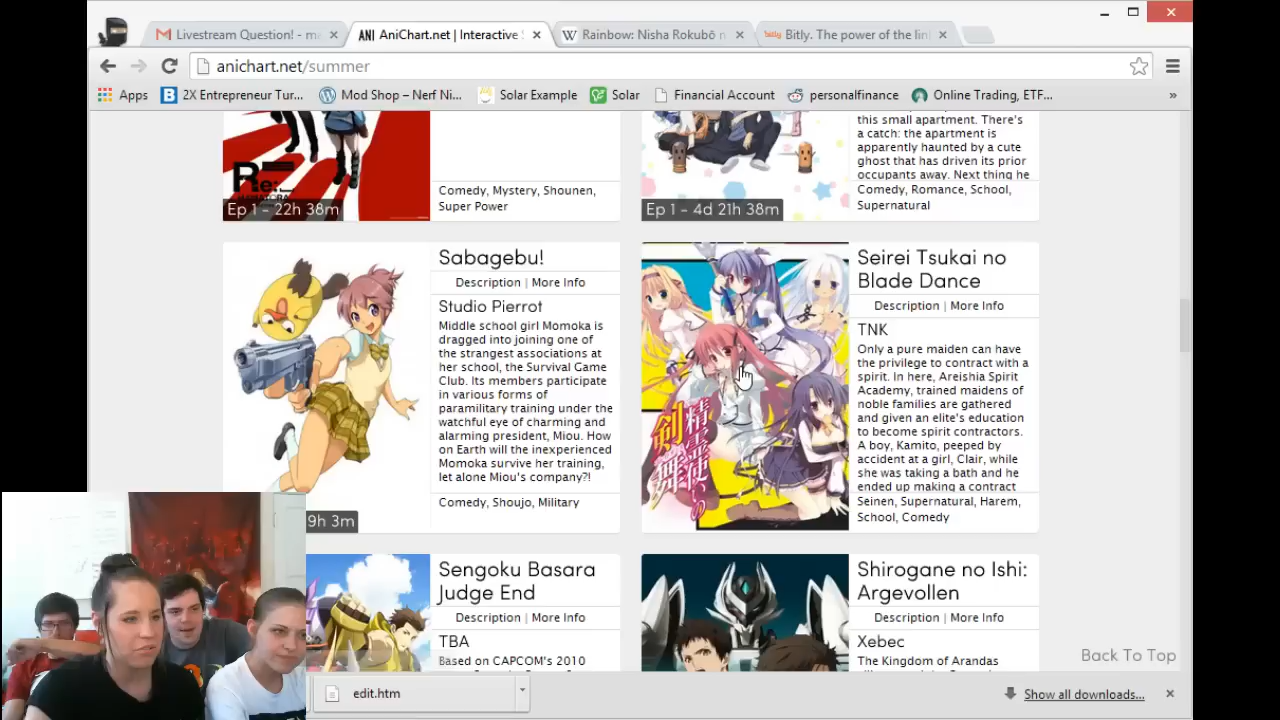 Livestream Question! - m
AniChart.net | Interactive
Rainbow: Nisha Rokubō n
Bitly. The power of the lin
anichart.net/summer
Apps
2X Entrepreneur Tur...
Mod Shop – Nerf Ni...
Solar Example
Solar
Financial Account
personalfinance
Online Trading, ETF...
»
Re:
Ep 1 - 22h 38m
Comedy, Mystery, Shounen,
Super Power
Ep 1 - 4d 21h 38m
this small apartment. There's
a catch: the apartment is
apparently haunted by a cute
ghost that has driven its prior
occupants away. Next thing he
Comedy, Romance, School,
Supernatural
9h 3m
Sabagebu!
Description | More Info
Studio Pierrot
Middle school girl Momoka is
dragged into joining one of
the strangest associations at
her school, the Survival Game
Club. Its members participate
in various forms of
paramilitary training under the
watchful eye of charming and
alarming president, Miou. How
on Earth will the inexperienced
Momoka survive her training,
let alone Miou's company?!
Comedy, Shoujo, Military
精霊使いの
剣舞
Seirei Tsukai no
Blade Dance
Description | More Info
TNK
Only a pure maiden can have
the privilege to contract with a
spirit. In here, Areishia Spirit
Academy, trained maidens of
noble families are gathered
and given an elite's education
to become spirit contractors.
A boy, Kamito, peeped by
accident at a girl, Clair, while
she was taking a bath and he
ended up making a contract
Seinen, Supernatural, Harem,
School, Comedy
Sengoku Basara
Judge End
Description | More Info
TBA
Based on CAPCOM's 2010
Shirogane no Ishi:
Argevollen
Description | More Info
Xebec
The Kingdom of Arandas
Back To Top
edit.htm
Show all downloads...